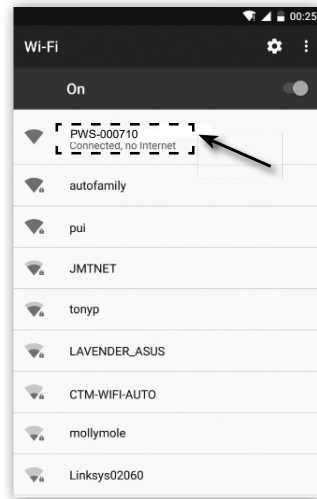 00:25
Wi-Fi
On
PWS-000710
Connected, no Internet
autofamily
pui
JMTNET
tonyp
LAVENDER_ASUS
CTM-WIFI-AUTO
mollymole
Linksys02060